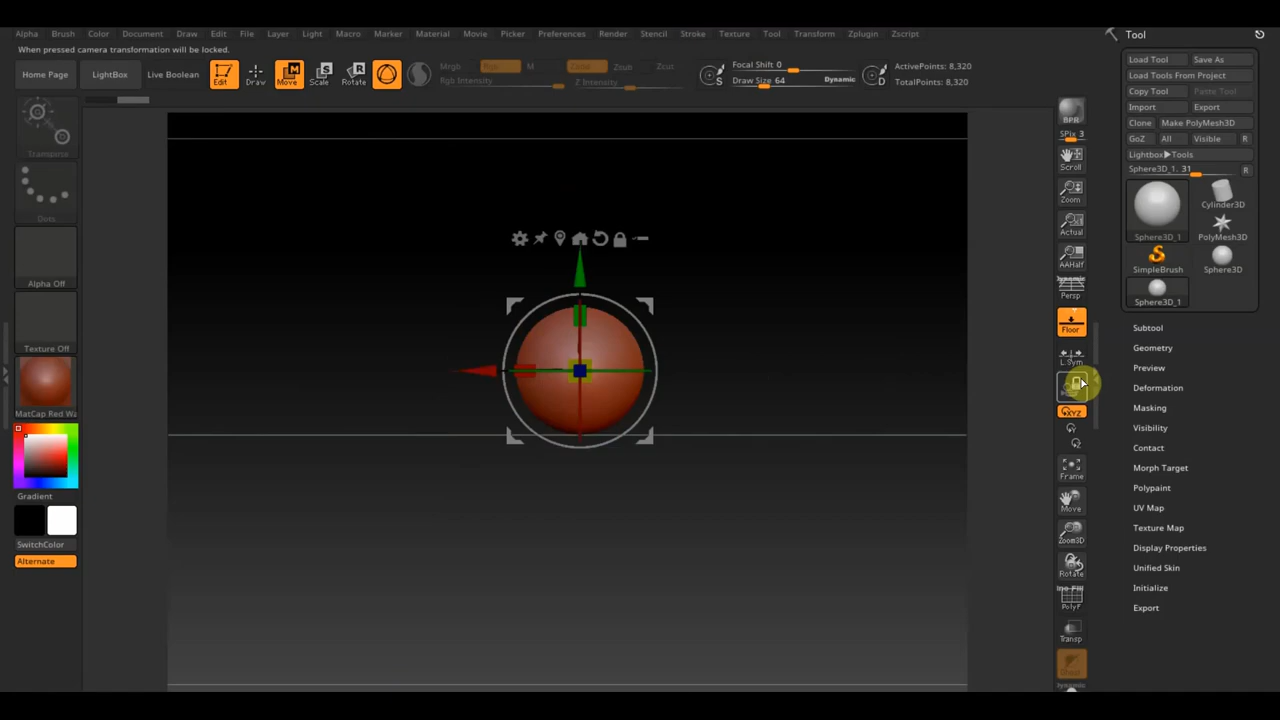 Alpha Brush Color Document Draw Edit File Layer Light Macro Marker Material Movie Picker Preferences Render Stencil Stroke Texture Tool Transform Zplugin Zscript
Tool
When pressed camera transformation will be locked.
Home Page
LightBox
Live Boolean
Edit
Draw
Move
Scale
Rotate
Mrgb
Rgb
M
Rgb Intensity
Zsub
Zcut
Z Intensity
S
Focal Shift 0
Draw Size 64
Dynamic
D
ActivePoints: 8,320
TotalPoints: 8,320
Load Tool Save As
Load Tools From Project
Copy Tool Paste Tool
Import Export
Clone Make PolyMesh3D
GoZ All Visible R
Lightbox▶Tools
Sphere3D_1. 31 R
Sphere3D_1
Cylinder3D
PolyMesh3D
SimpleBrush
Sphere3D
Sphere3D_1
Subtool
Geometry
Preview
Deformation
Masking
Visibility
Contact
Morph Target
Polypaint
UV Map
Texture Map
Display Properties
Unified Skin
Initialize
Export
BPR
SPix 3
Scroll
Zoom
Actual
AAHalf
Dynamic
Persp
Floor
L.Sym
XYZ
Frame
Move
Zoom3D
Rotate
PolyF
Transp
Dynamic
Transpose
Dots
Alpha Off
Texture Off
MatCap Red Wa
Gradient
SwitchColor
Alternate